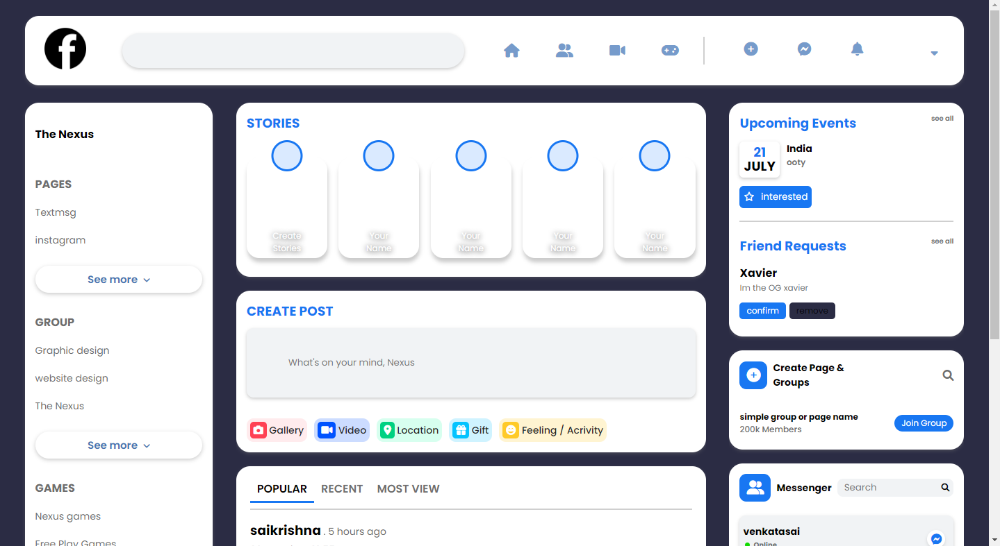 The Nexus
PAGES
Textmsg
instagram
See more
GROUP
Graphic design
website design
The Nexus
See more
GAMES
Nexus games
Free Play Games
STORIES
Create
Stories
Your
Name
Your
Name
Your
Name
Your
Name
CREATE POST
What's on your mind, Nexus
Gallery
Video
Location
Gift
Feeling / Acrivity
POPULAR RECENT MOST VIEW
saikrishna . 5 hours ago
Upcoming Events
see all
21
JULY
India
ooty
interested
Friend Requests
see all
Xavier
Im the OG xavier
confirm
remove
Create Page &
Groups
simple group or page name
200k Members
Join Group
Messenger
Search
venkatasai
Online